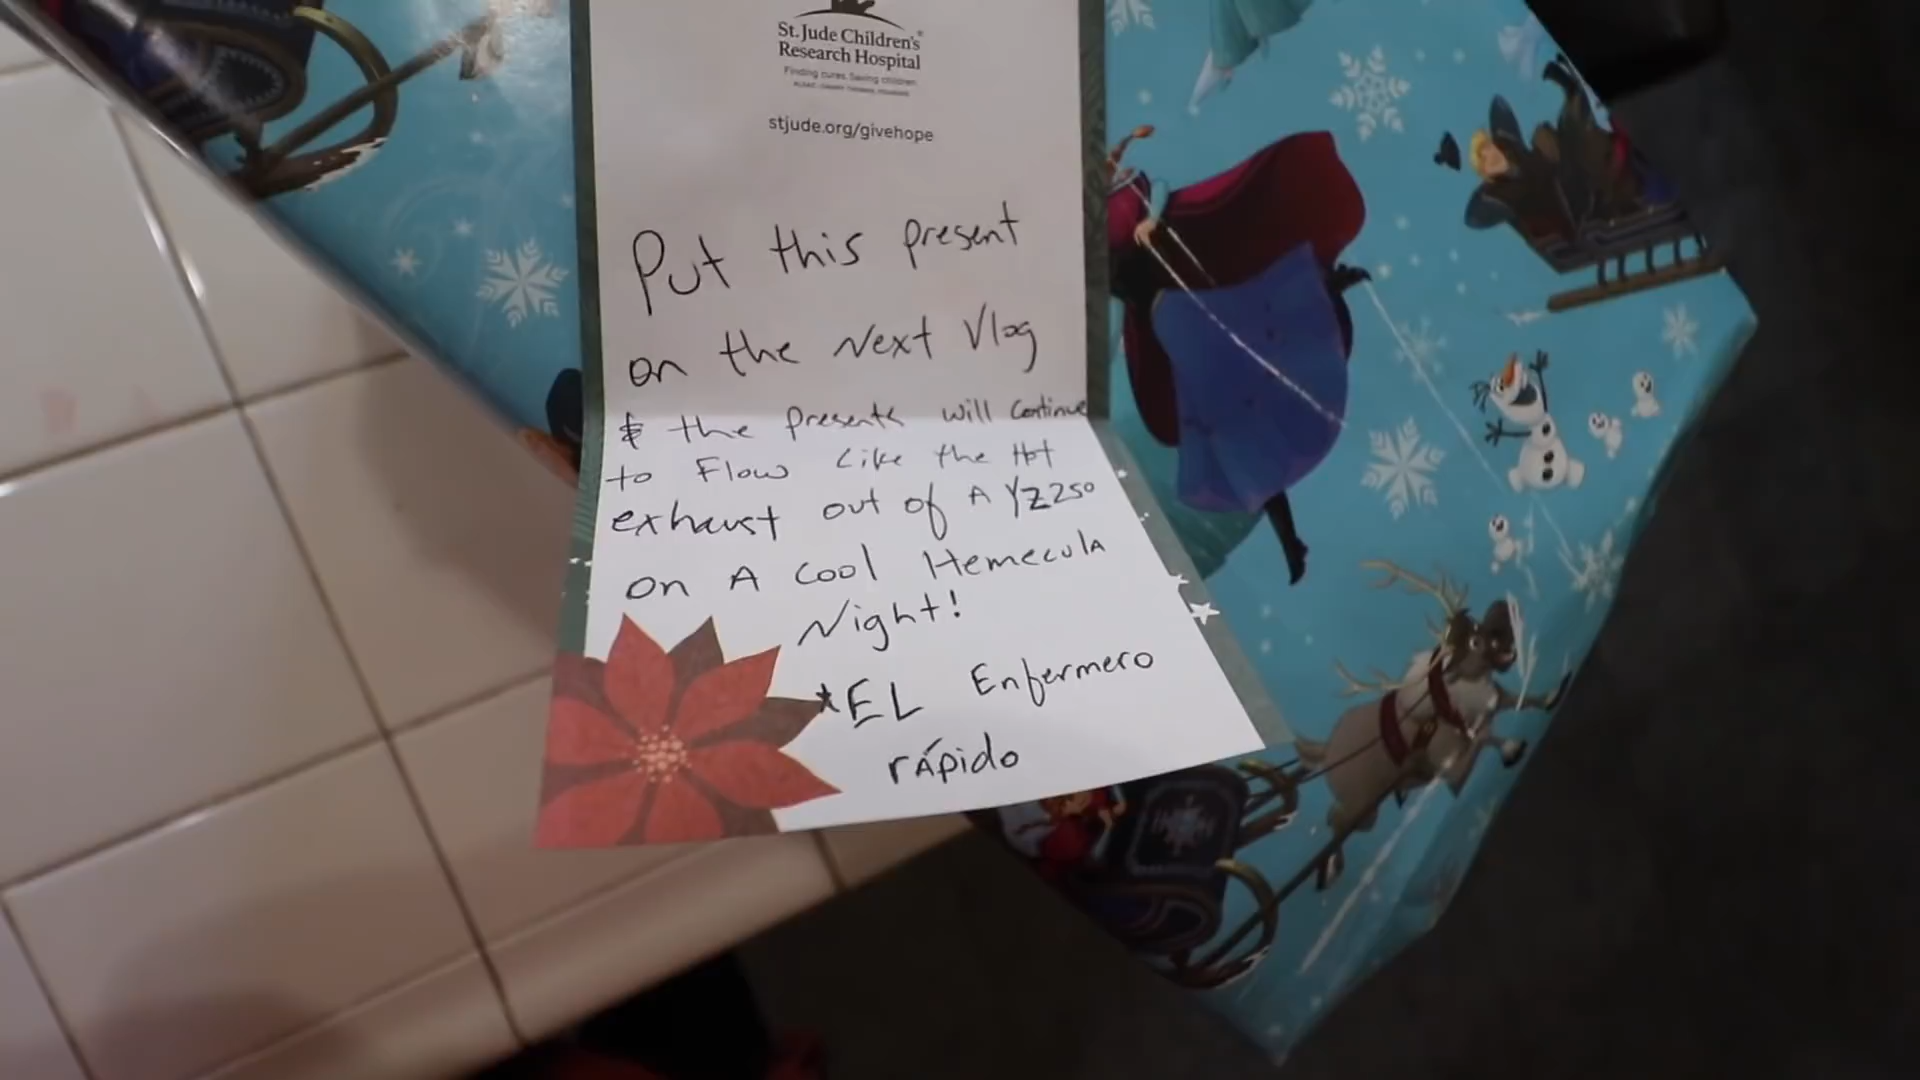 St. Jude Children's
Research Hospital
Finding cures. Saving children.
stjude.org/givehope
Put this present
on the Next Vlog
& the presents will continue
to Flow Like the Hot
exhaust out of A YZ250
on A cool Hemecula
Night!
*EL Enfermero
rápido